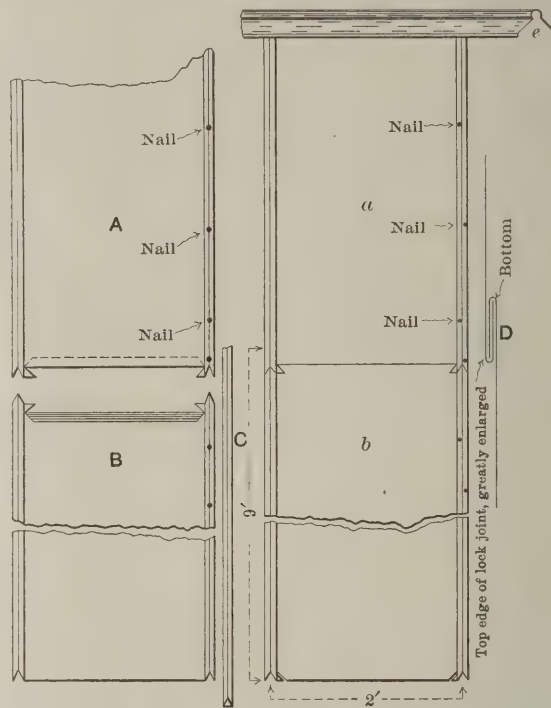 e
Nail
Nail
A
a
Nail
Nail
Bottom
Nail
Nail
D
C
B
b
9′
Top edge of lock joint, greatly enlarged
2′